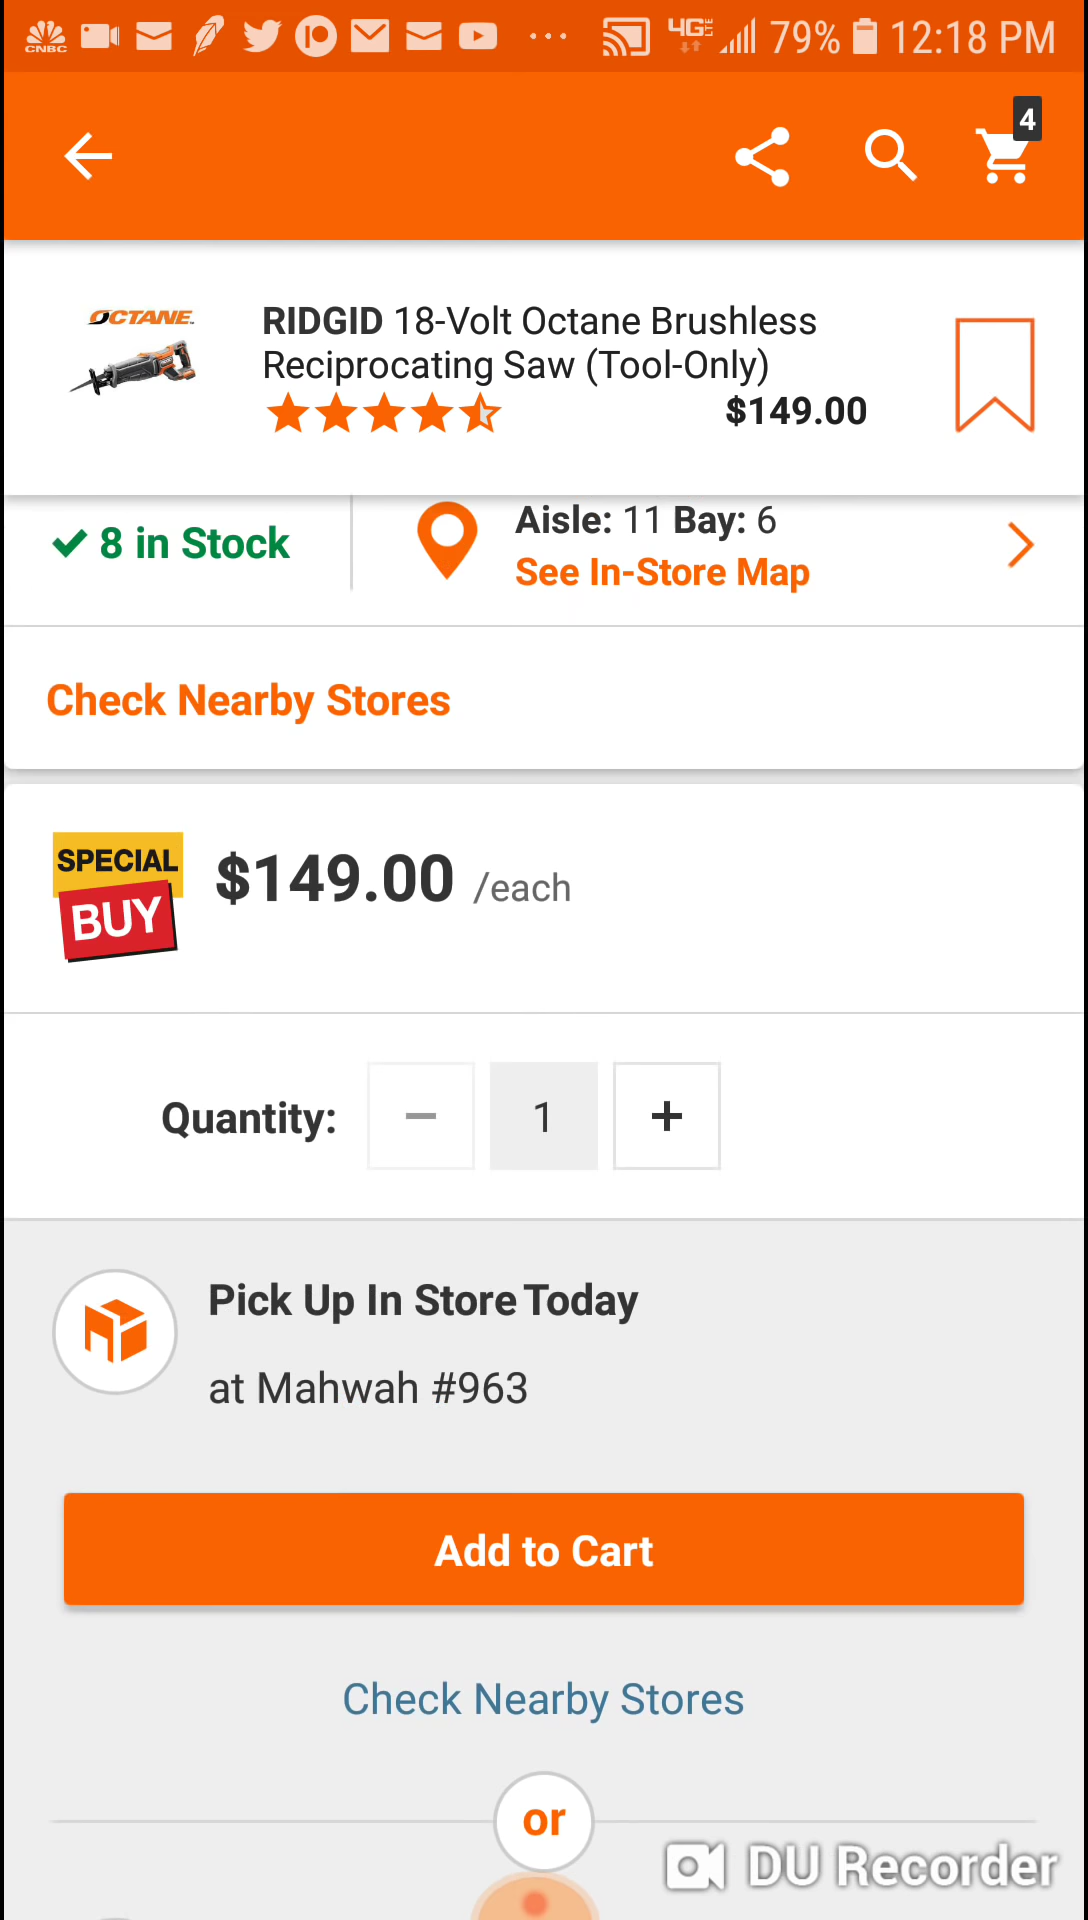 CNBC
4G LTE 79% 12:18 PM
4
OCTANE
RIDGID 18-Volt Octane Brushless
Reciprocating Saw (Tool-Only)
$149.00
8 in Stock
Aisle: 11 Bay: 6
See In-Store Map
Check Nearby Stores
SPECIAL
BUY
$149.00 /each
Quantity: − 1 +
Pick Up In Store Today
at Mahwah #963
Add to Cart
Check Nearby Stores
or
DU Recorder